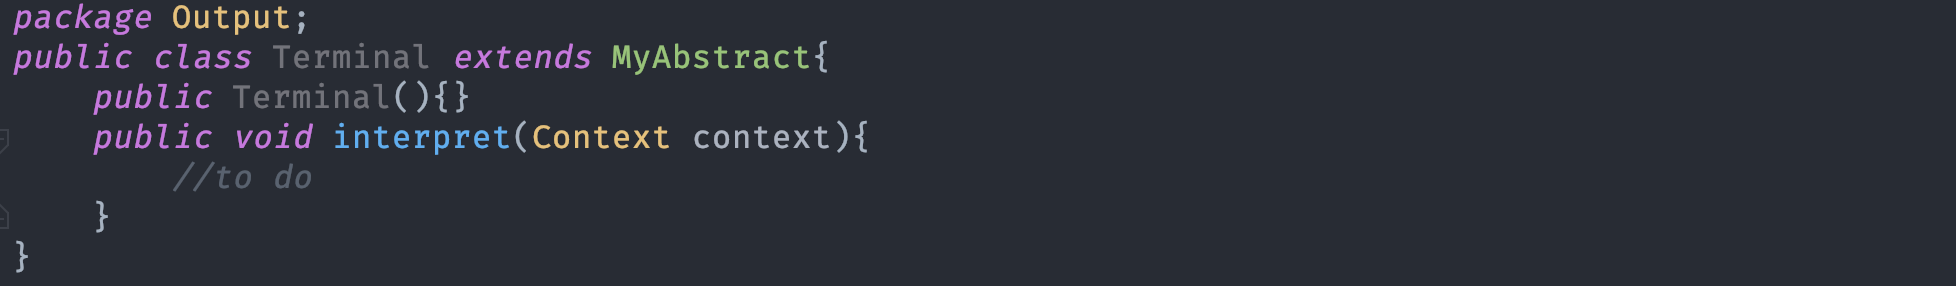 package Output;
public class Terminal extends MyAbstract{
    public Terminal(){}
    public void interpret(Context context){
        //to do
    }
}